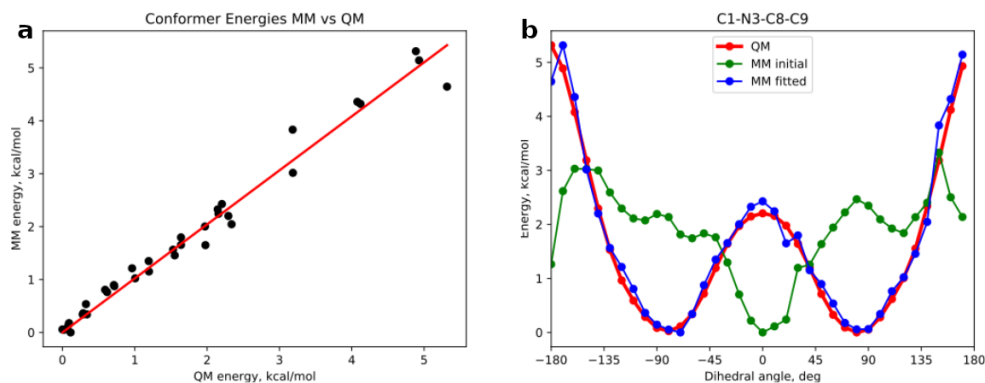 a
Conformer Energies MM vs QM
MM energy, kcal/mol
5
4
3
2
1
0
0
1
2
3
4
5
QM energy, kcal/mol
b
C1-N3-C8-C9
QM
MM initial
MM fitted
Energy, kcal/mol
5
4
3
2
1
0
−180
−135
−90
−45
0
45
90
135
180
Dihedral angle, deg